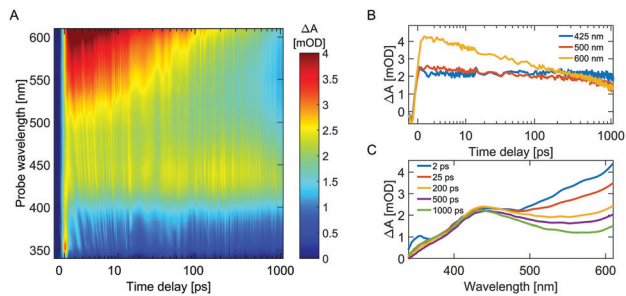 A
ΔA
[mOD]
600
550
500
450
400
350
Probe wavelength [nm]
0
10
100
1000
Time delay [ps]
4
3.5
3
2.5
2
1.5
1
0.5
0
B
4
3
2
1
0
ΔA [mOD]
425 nm
500 nm
600 nm
0
10
100
1000
Time delay [ps]
C
4
3
2
1
0
ΔA [mOD]
2 ps
25 ps
200 ps
500 ps
1000 ps
400
500
600
Wavelength [nm]